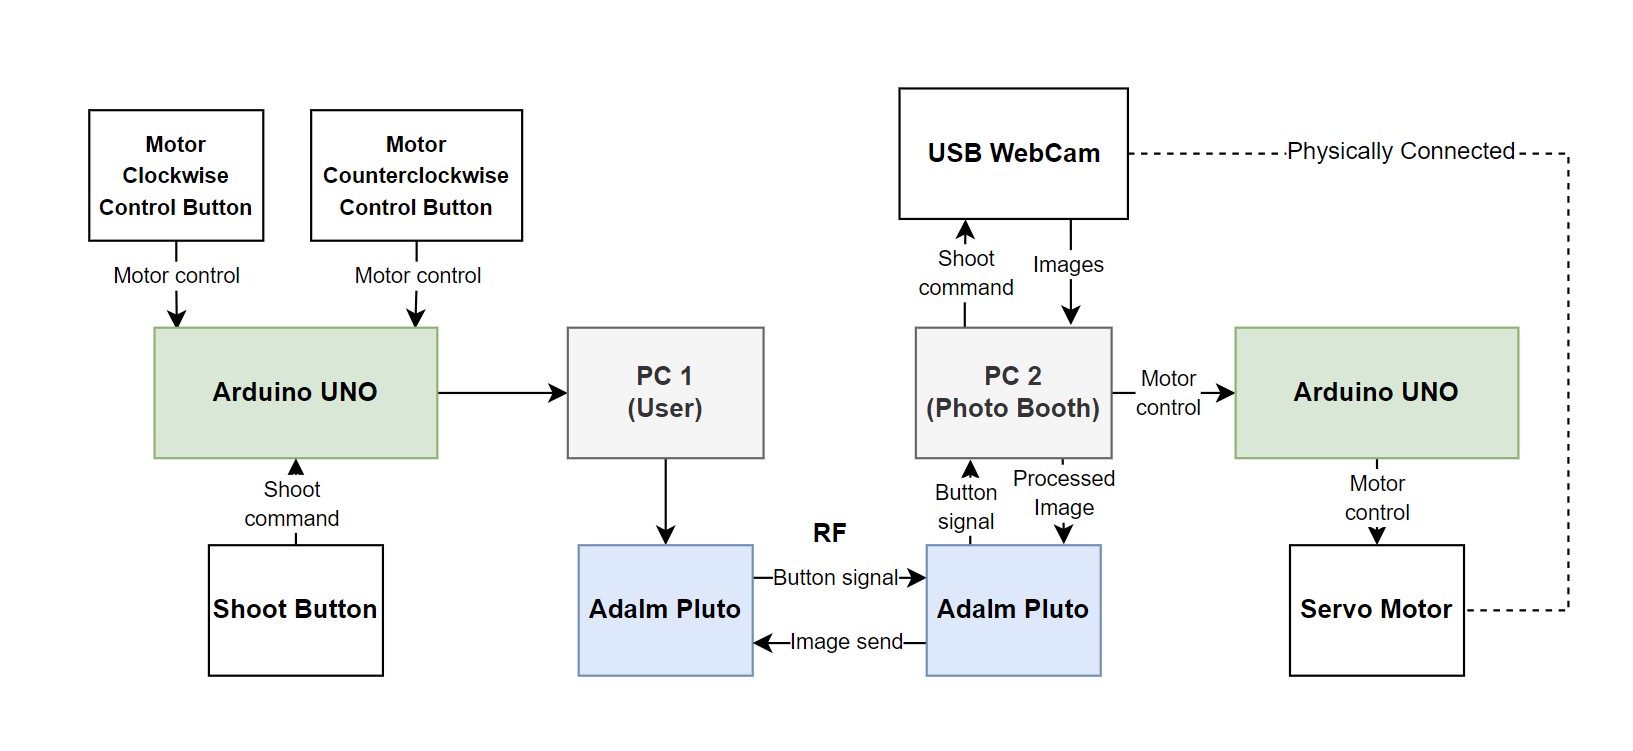 Motor
Clockwise
Control Button
Motor
Counterclockwise
Control Button
USB WebCam
Physically Connected
Motor control
Motor control
Shoot
command
Images
Arduino UNO
PC 1
(User)
PC 2
(Photo Booth)
Motor
control
Arduino UNO
Shoot
command
Button
signal
Processed
Image
Motor
control
RF
Shoot Button
Adalm Pluto
Button signal
Image send
Adalm Pluto
Servo Motor